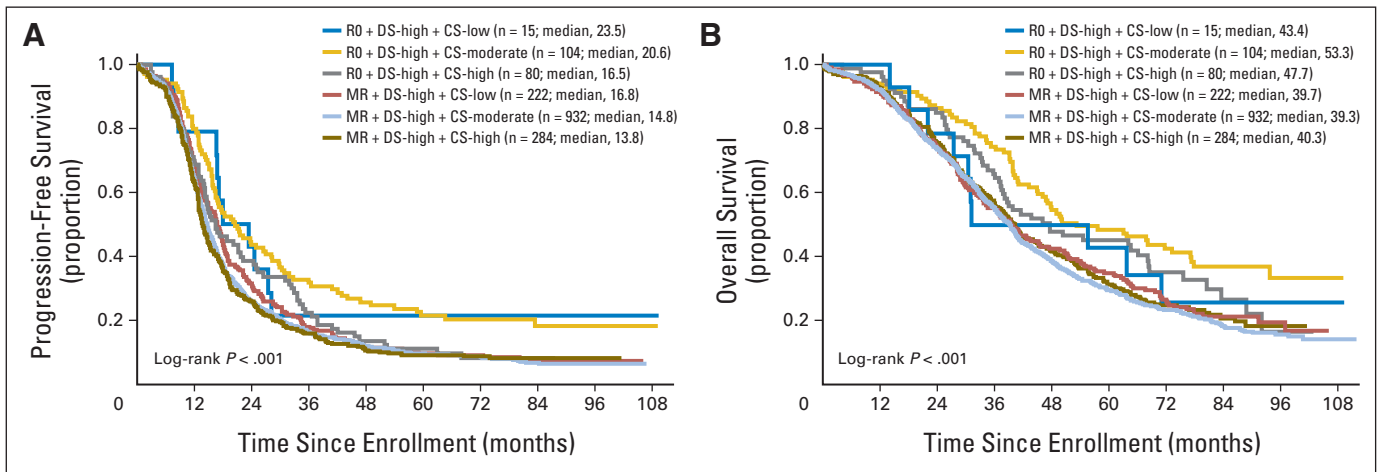 A
R0 + DS-high + CS-low (n = 15; median, 23.5)
R0 + DS-high + CS-moderate (n = 104; median, 20.6)
R0 + DS-high + CS-high (n = 80; median, 16.5)
MR + DS-high + CS-low (n = 222; median, 16.8)
MR + DS-high + CS-moderate (n = 932; median, 14.8)
MR + DS-high + CS-high (n = 284; median, 13.8)
Progression-Free Survival
(proportion)
1.0
0.8
0.6
0.4
0.2
Log-rank P < .001
0 12 24 36 48 60 72 84 96 108
Time Since Enrollment (months)
B
R0 + DS-high + CS-low (n = 15; median, 43.4)
R0 + DS-high + CS-moderate (n = 104; median, 53.3)
R0 + DS-high + CS-high (n = 80; median, 47.7)
MR + DS-high + CS-low (n = 222; median, 39.7)
MR + DS-high + CS-moderate (n = 932; median, 39.3)
MR + DS-high + CS-high (n = 284; median, 40.3)
Overall Survival
(proportion)
1.0
0.8
0.6
0.4
0.2
Log-rank P < .001
0 12 24 36 48 60 72 84 96 108
Time Since Enrollment (months)